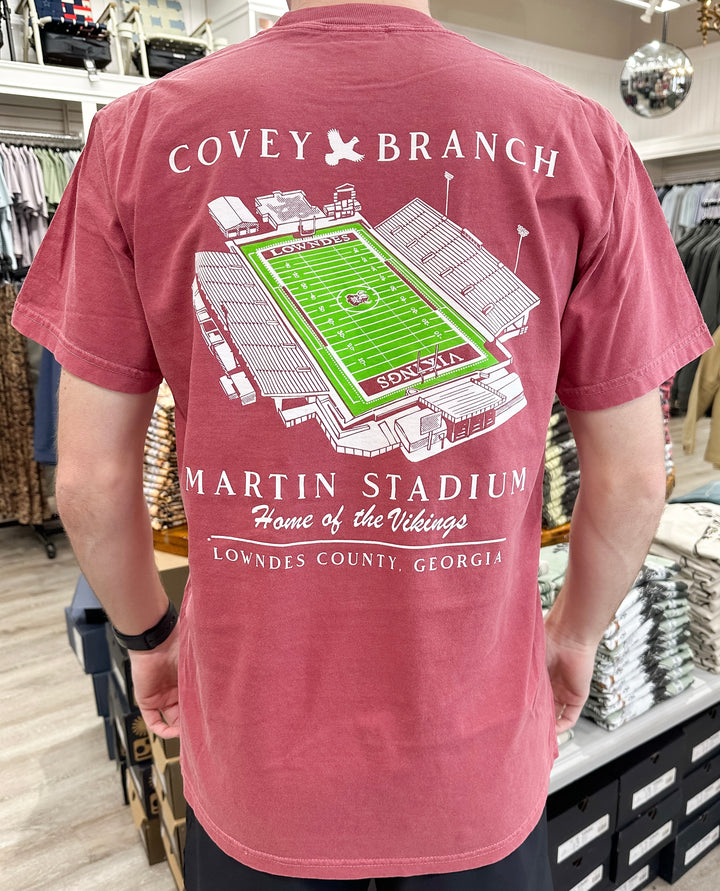 COVEY BRANCH
LOWNDES
VIKINGS
MARTIN STADIUM
Home of the Vikings
LOWNDES COUNTY, GEORGIA